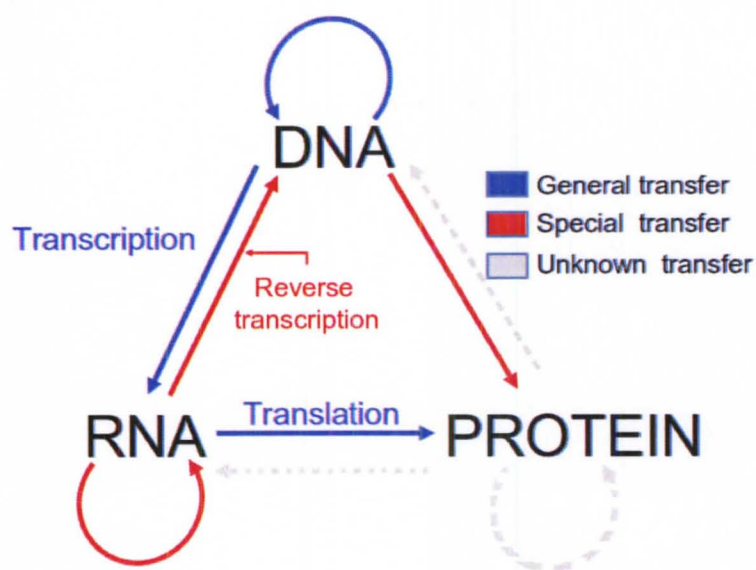 DNA
General transfer
Special transfer
Unknown transfer
Transcription
Reverse
transcription
RNA
Translation
PROTEIN